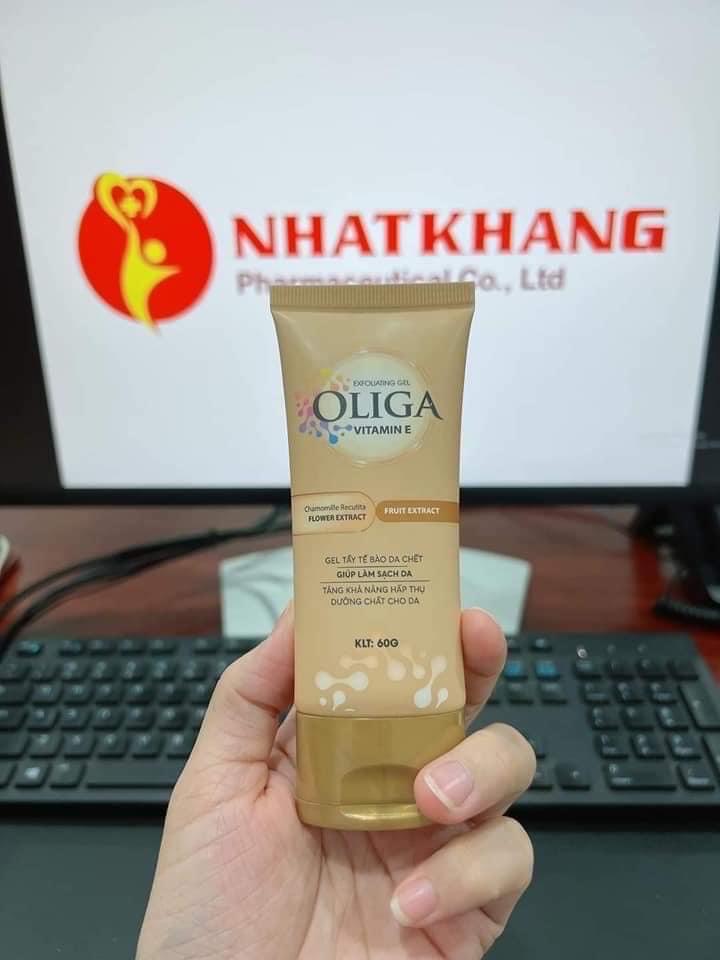 NHATKHANG
Pharmaceutical Co., Ltd
EXFOLIATING GEL
OLIGA
VITAMIN E
Chamomille Recutita
FLOWER EXTRACT
FRUIT EXTRACT
GEL TẨY TẾ BÀO DA CHẾT
GIÚP LÀM SẠCH DA
TĂNG KHẢ NĂNG HẤP THỤ
DƯỠNG CHẤT CHO DA
KLT: 60G